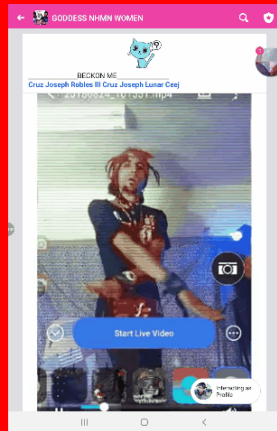 GODDESS NHMN WOMEN
BECKON ME
Cruz Joseph Robles III Cruz Joseph Lunar Ceej
Start Live Video
Interacting as
Profile